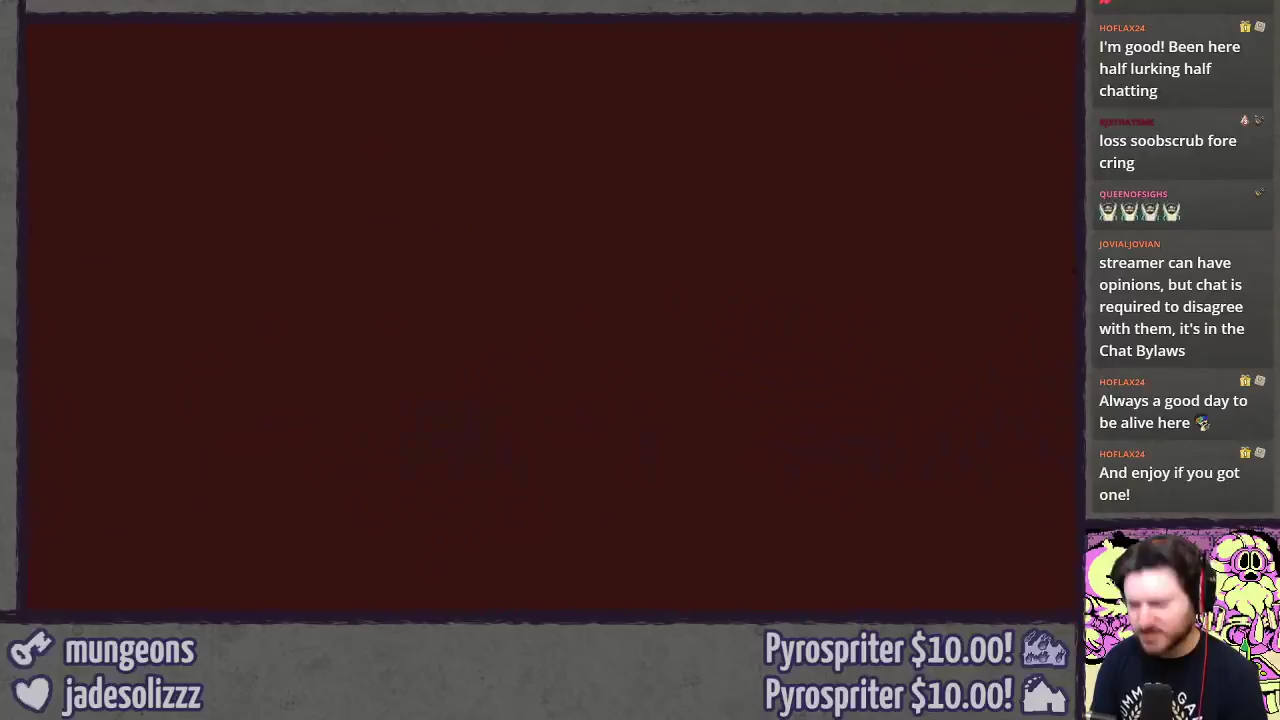 HOFLAX24
I'm good! Been here
half lurking half
chatting
loss soobscrub fore
cring
QUEENOFSIGHS
JOVIALJOVIAN
streamer can have
opinions, but chat is
required to disagree
with them, it's in the
Chat Bylaws
HOFLAX24
Always a good day to
be alive here
HOFLAX24
And enjoy if you got
one!
mungeons
jadesolizzz
Pyrospriter $10.00!
Pyrospriter $10.00!